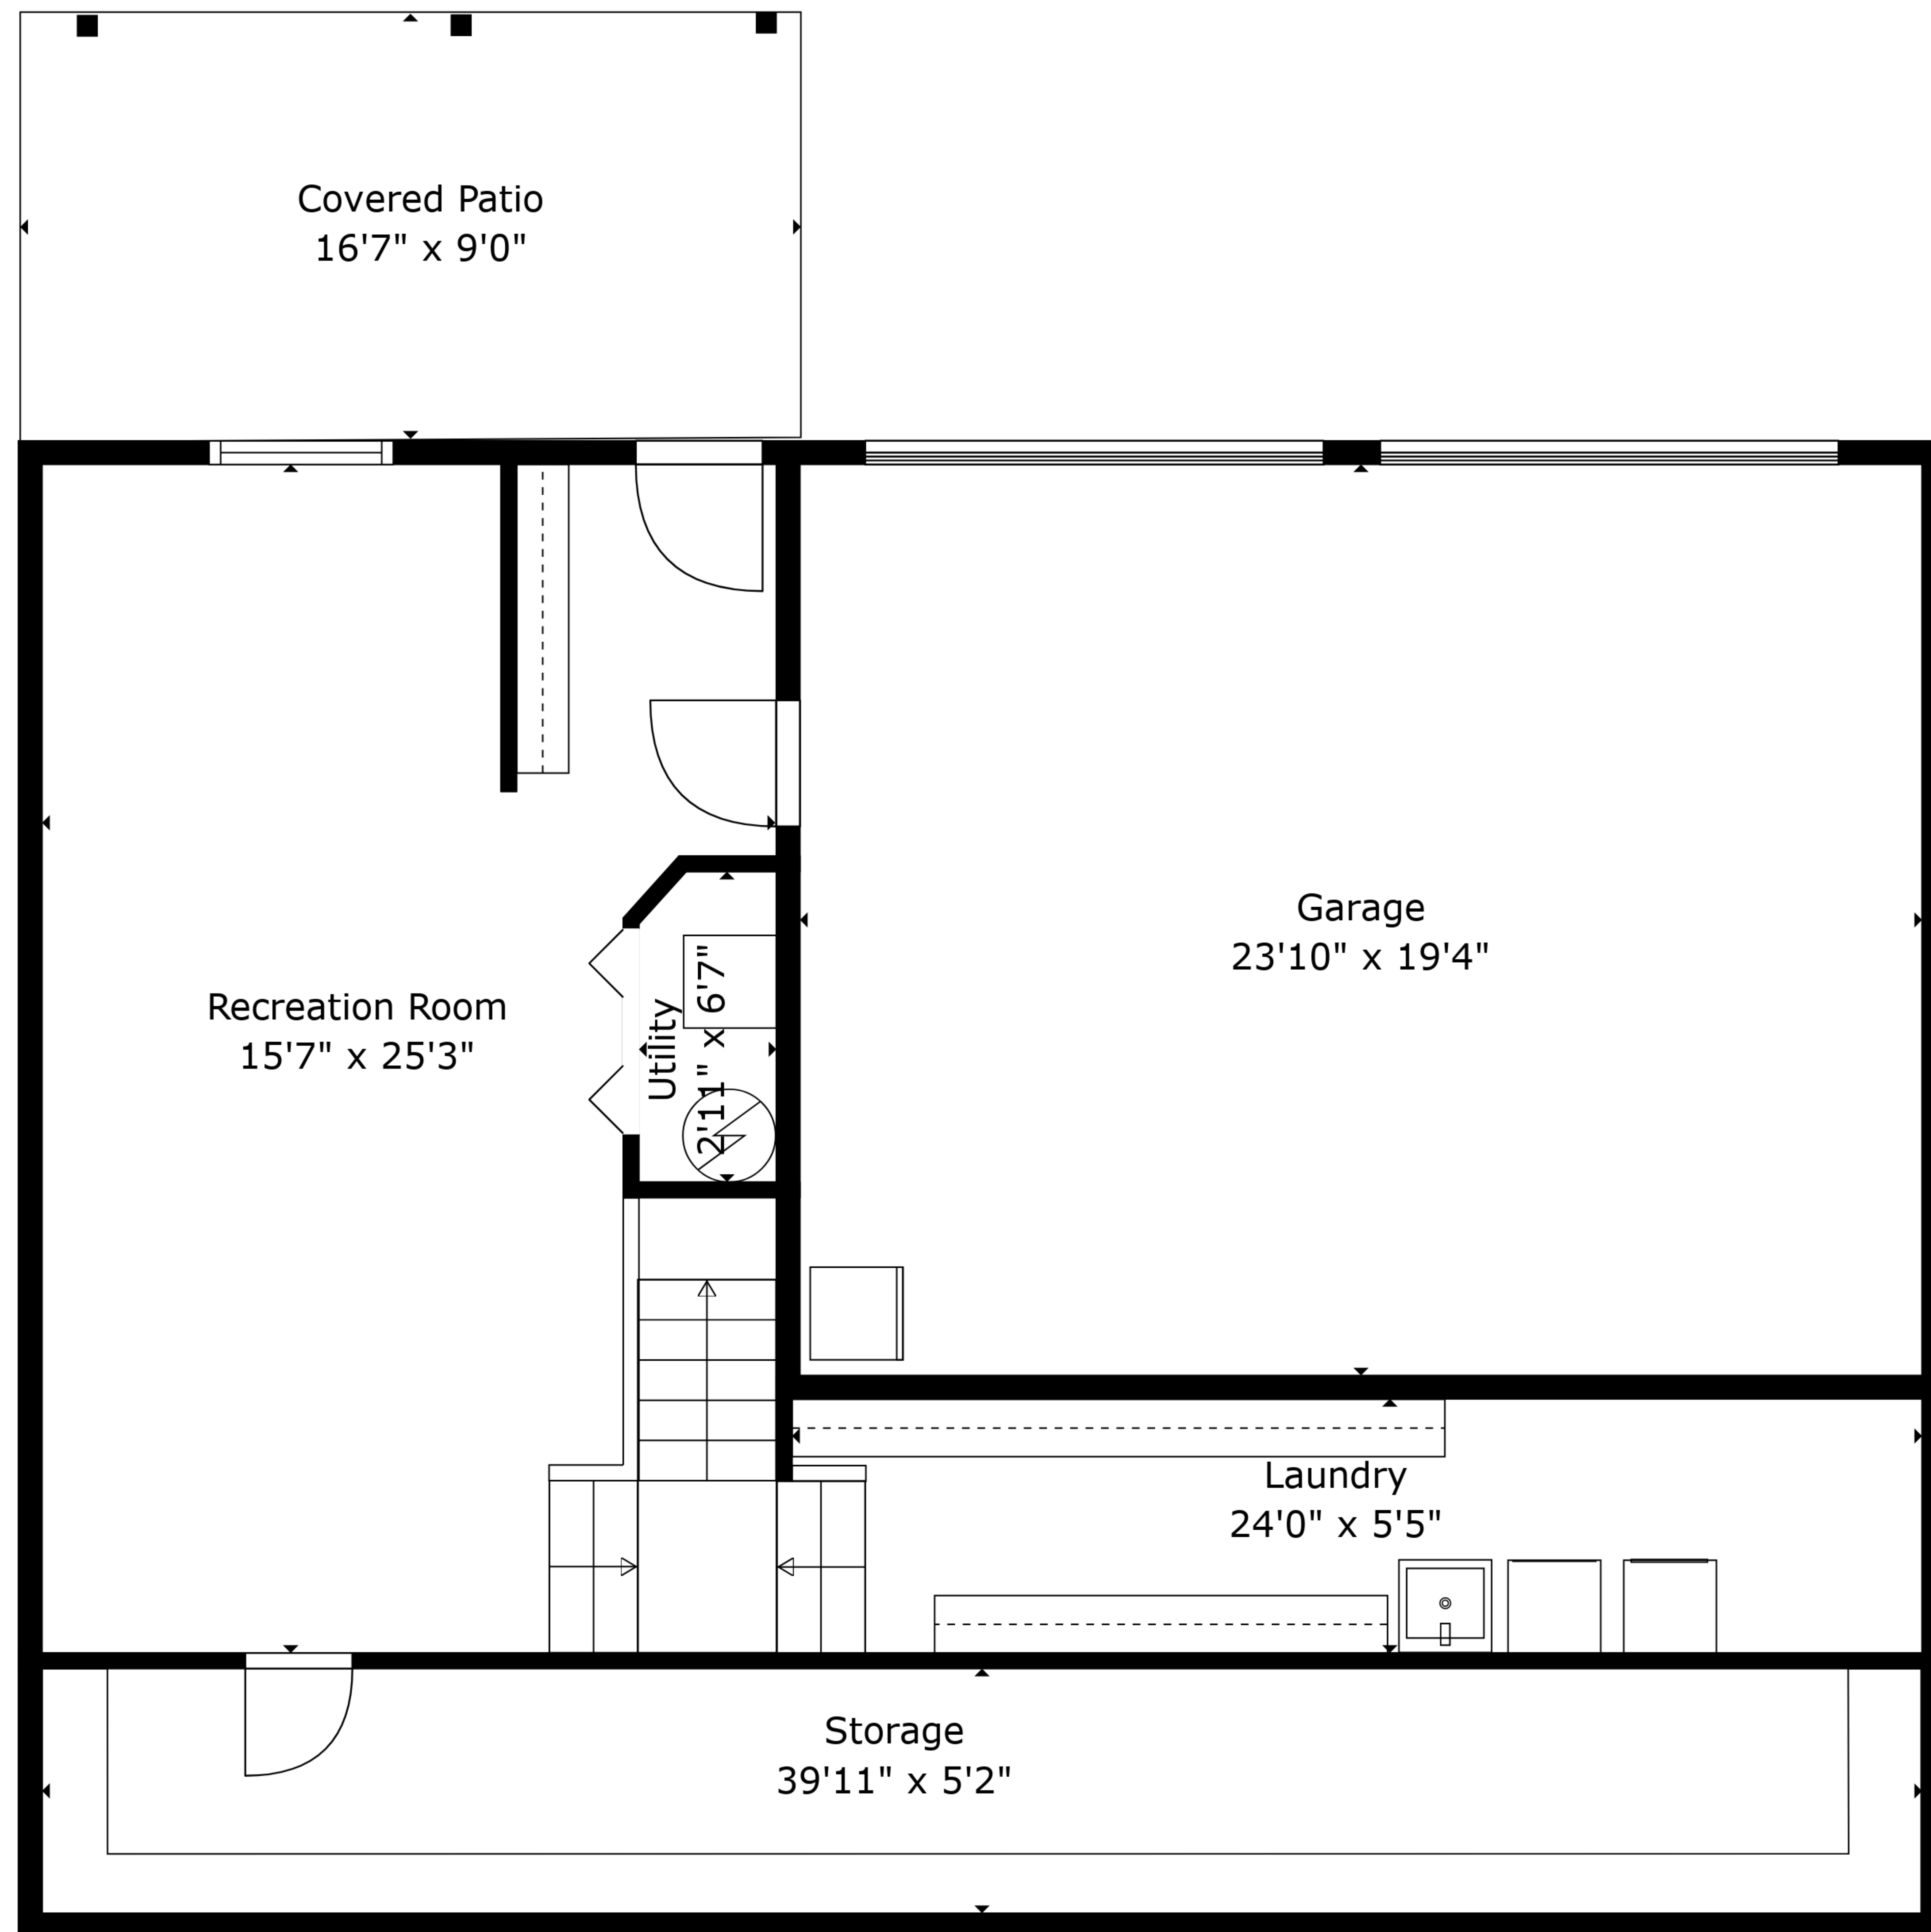 Covered Patio
16'7" x 9'0"
Garage
23'10" x 19'4"
Recreation Room
15'7" x 25'3"
Utility
2'11" x 6'7"
Laundry
24'0" x 5'5"
Storage
39'11" x 5'2"